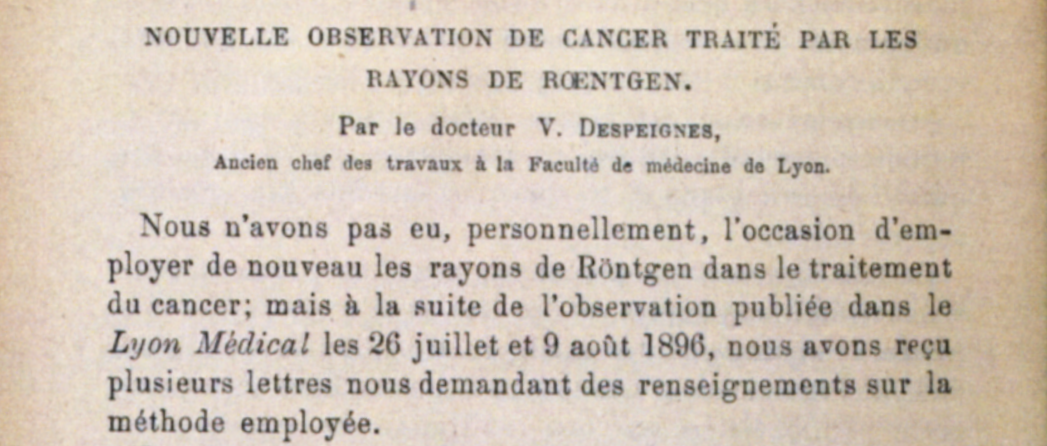 NOUVELLE OBSERVATION DE CANCER TRAITÉ PAR LES
RAYONS DE RŒNTGEN.
Par le docteur V. DESPEIGNES,
Ancien chef des travaux à la Faculté de médecine de Lyon.
Nous n'avons pas eu, personnellement, l'occasion d'em-
ployer de nouveau les rayons de Röntgen dans le traitement
du cancer; mais à la suite de l'observation publiée dans le
Lyon Médical les 26 juillet et 9 août 1896, nous avons reçu
plusieurs lettres nous demandant des renseignements sur la
méthode employée.